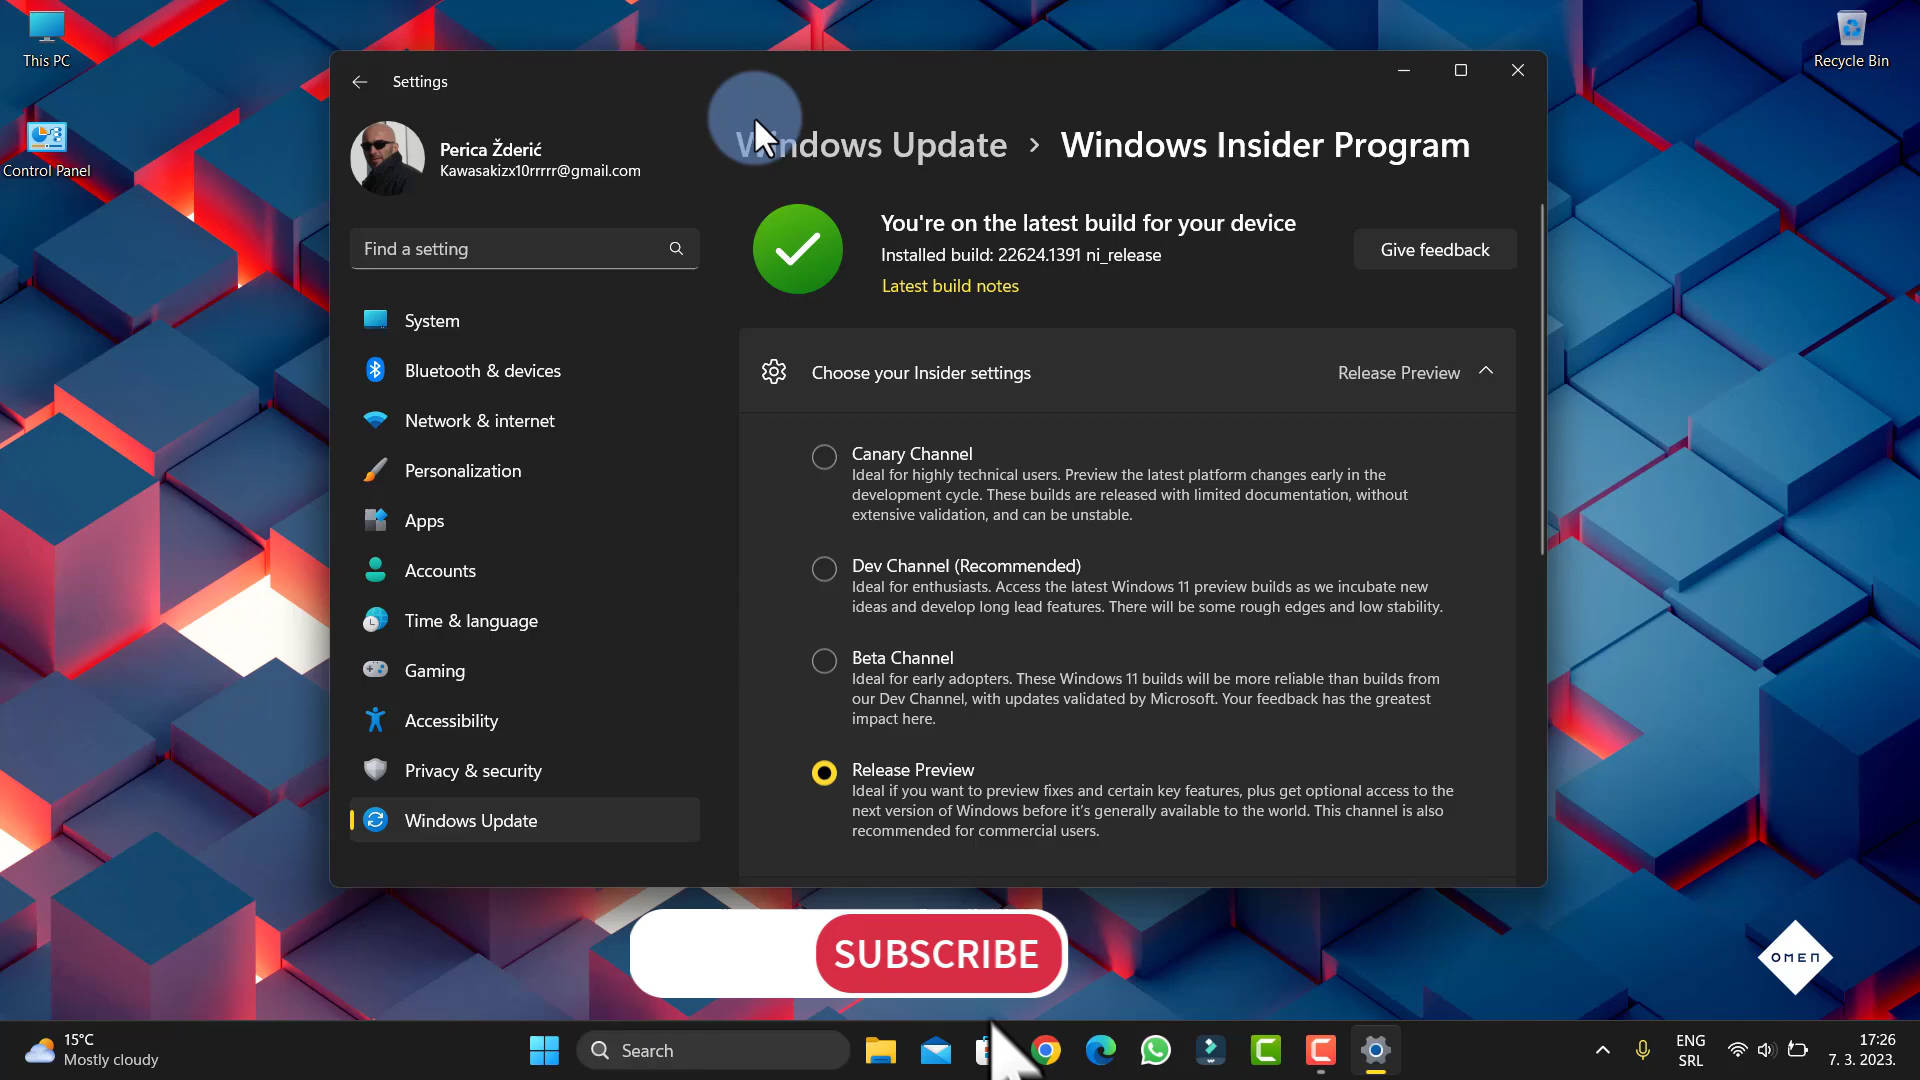 This PC
Control Panel
Recycle Bin
Settings
Perica Žderić
Kawasakizx10rrrrr@gmail.com
Find a setting
System
Bluetooth & devices
Network & internet
Personalization
Apps
Accounts
Time & language
Gaming
Accessibility
Privacy & security
Windows Update
Windows Update > Windows Insider Program
You're on the latest build for your device
Installed build: 22624.1391 ni_release
Latest build notes
Give feedback
Choose your Insider settings
Release Preview
Canary Channel
Ideal for highly technical users. Preview the latest platform changes early in the
development cycle. These builds are released with limited documentation, without
extensive validation, and can be unstable.
Dev Channel (Recommended)
Ideal for enthusiasts. Access the latest Windows 11 preview builds as we incubate new
ideas and develop long lead features. There will be some rough edges and low stability.
Beta Channel
Ideal for early adopters. These Windows 11 builds will be more reliable than builds from
our Dev Channel, with updates validated by Microsoft. Your feedback has the greatest
impact here.
Release Preview
Ideal if you want to preview fixes and certain key features, plus get optional access to the
next version of Windows before it's generally available to the world. This channel is also
recommended for commercial users.
SUBSCRIBE
OMEN
15°C
Mostly cloudy
Search
ENG
SRL
17:26
7. 3. 2023.